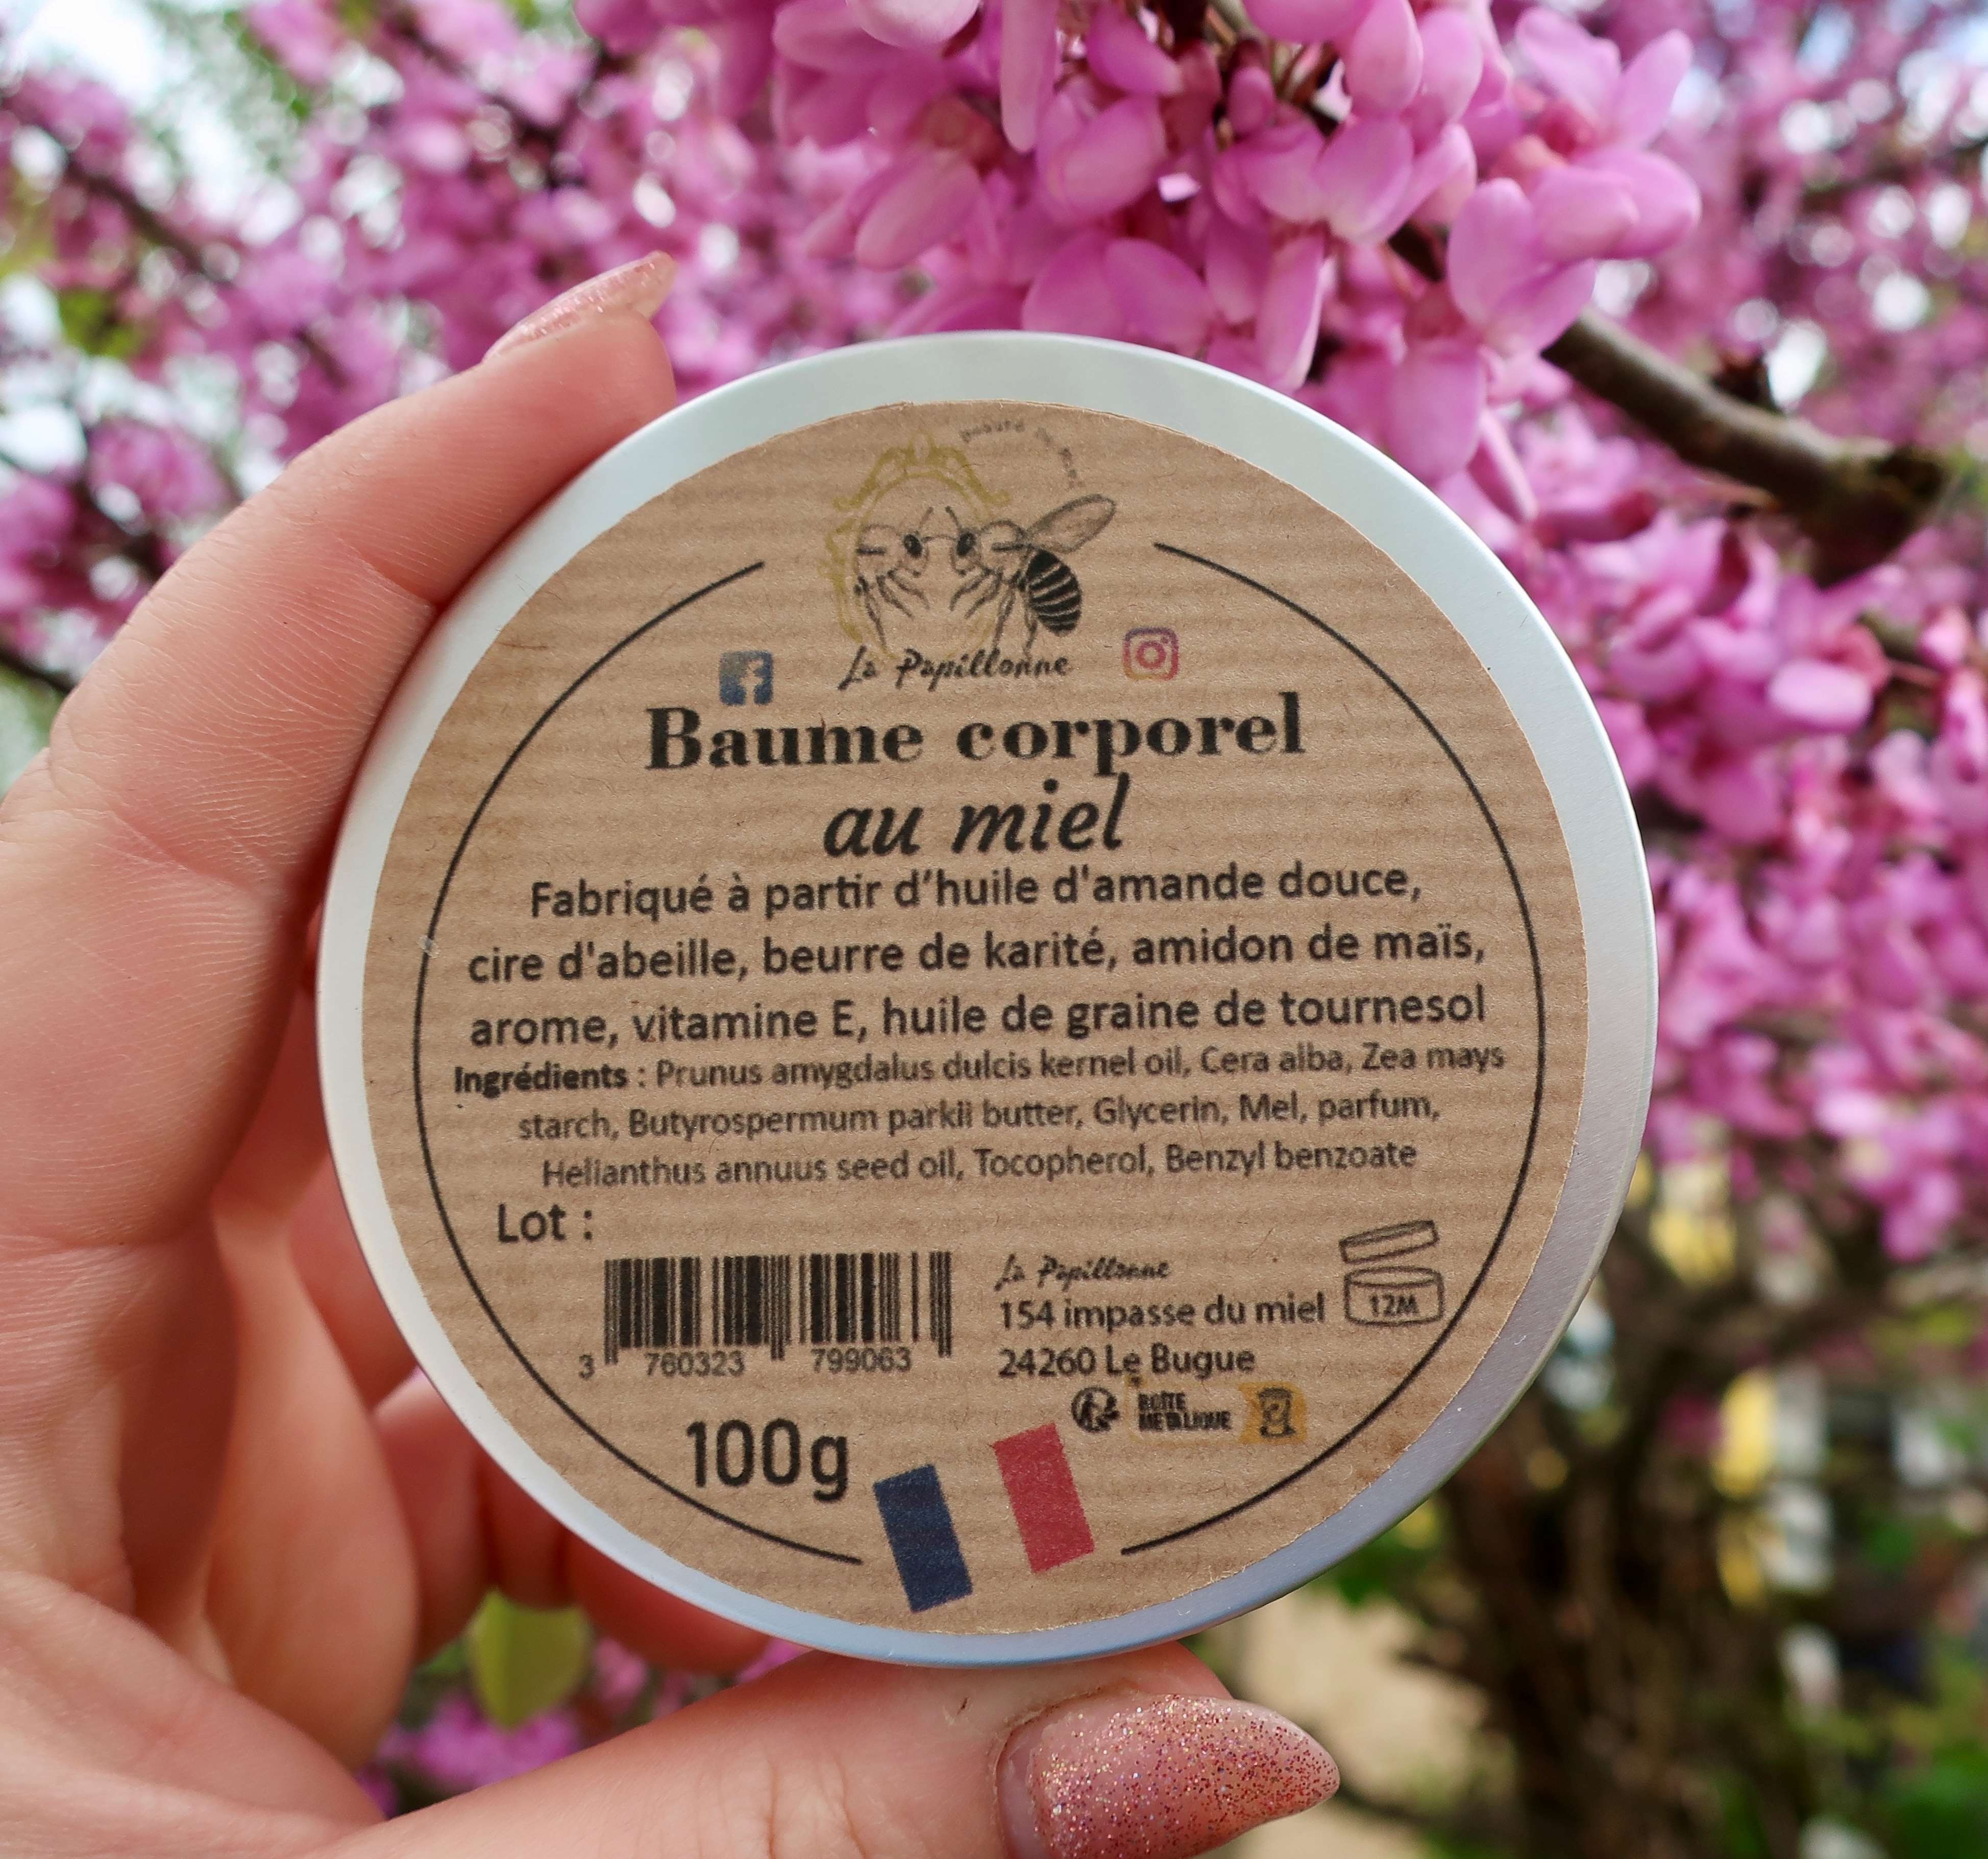 La Papillonne
Baume corporel
au miel
Fabriqué à partir d'huile d'amande douce,
cire d'abeille, beurre de karité, amidon de maïs,
arome, vitamine E, huile de graine de tournesol
Ingrédients : Prunus amygdalus dulcis kernel oil, Cera alba, Zea mays
starch, Butyrospermum parkii butter, Glycerin, Mel, parfum,
Helianthus annuus seed oil, Tocopherol, Benzyl benzoate
Lot :
La Papillonne
154 impasse du miel
12M
3 760323 799063
24260 Le Bugue
BOÎTE
METALLIQUE
100g